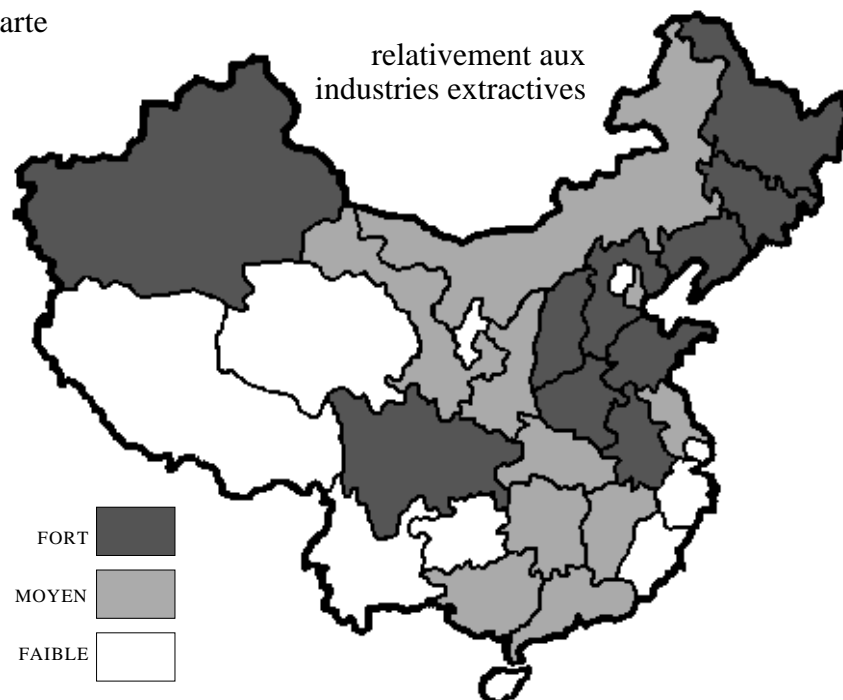 arte
relativement aux
industries extractives
FORT
MOYEN
FAIBLE